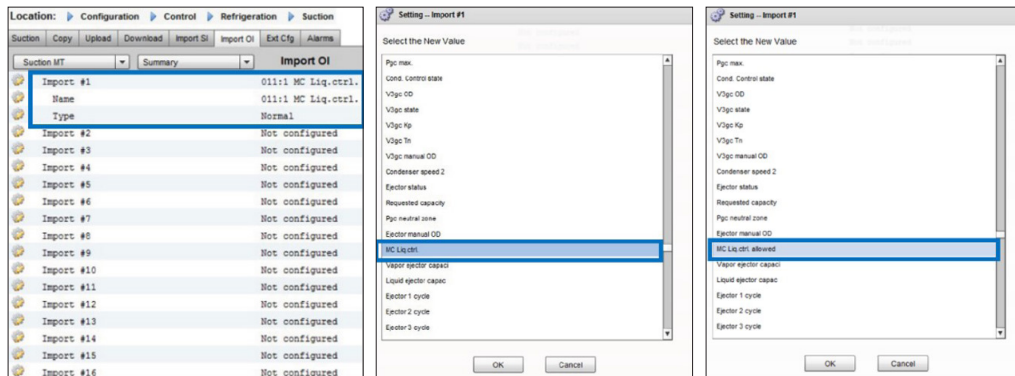 Location: Configuration Control Refrigeration Suction
Suction Copy Upload Download Import SI Import OI Ext Cfg Alarms
Suction MT Summary Import OI
Import #1 011:1 MC Liq.ctrl.
Name 011:1 MC Liq.ctrl.
Type Normal
Import #2 Not configured
Import #3 Not configured
Import #4 Not configured
Import #5 Not configured
Import #6 Not configured
Import #7 Not configured
Import #8 Not configured
Import #9 Not configured
Import #10 Not configured
Import #11 Not configured
Import #12 Not configured
Import #13 Not configured
Import #14 Not configured
Import #15 Not configured
Import #16 Not configured
Setting -- Import #1
Select the New Value
Pgc max.
Cond. Control state
V3gc OD
V3gc state
V3gc Kp
V3gc Tn
V3gc manual OD
Condenser speed 2
Ejector status
Requested capacity
Pgc neutral zone
Ejector manual OD
MC Liq.ctrl.
Vapor ejector capaci
Liquid ejector capac
Ejector 1 cycle
Ejector 2 cycle
Ejector 3 cycle
OK Cancel
Setting -- Import #1
Select the New Value
Pgc max.
Cond. Control state
V3gc OD
V3gc state
V3gc Kp
V3gc Tn
V3gc manual OD
Condenser speed 2
Ejector status
Requested capacity
Pgc neutral zone
Ejector manual OD
MC Liq.ctrl. allowed
Vapor ejector capaci
Liquid ejector capac
Ejector 1 cycle
Ejector 2 cycle
Ejector 3 cycle
OK Cancel